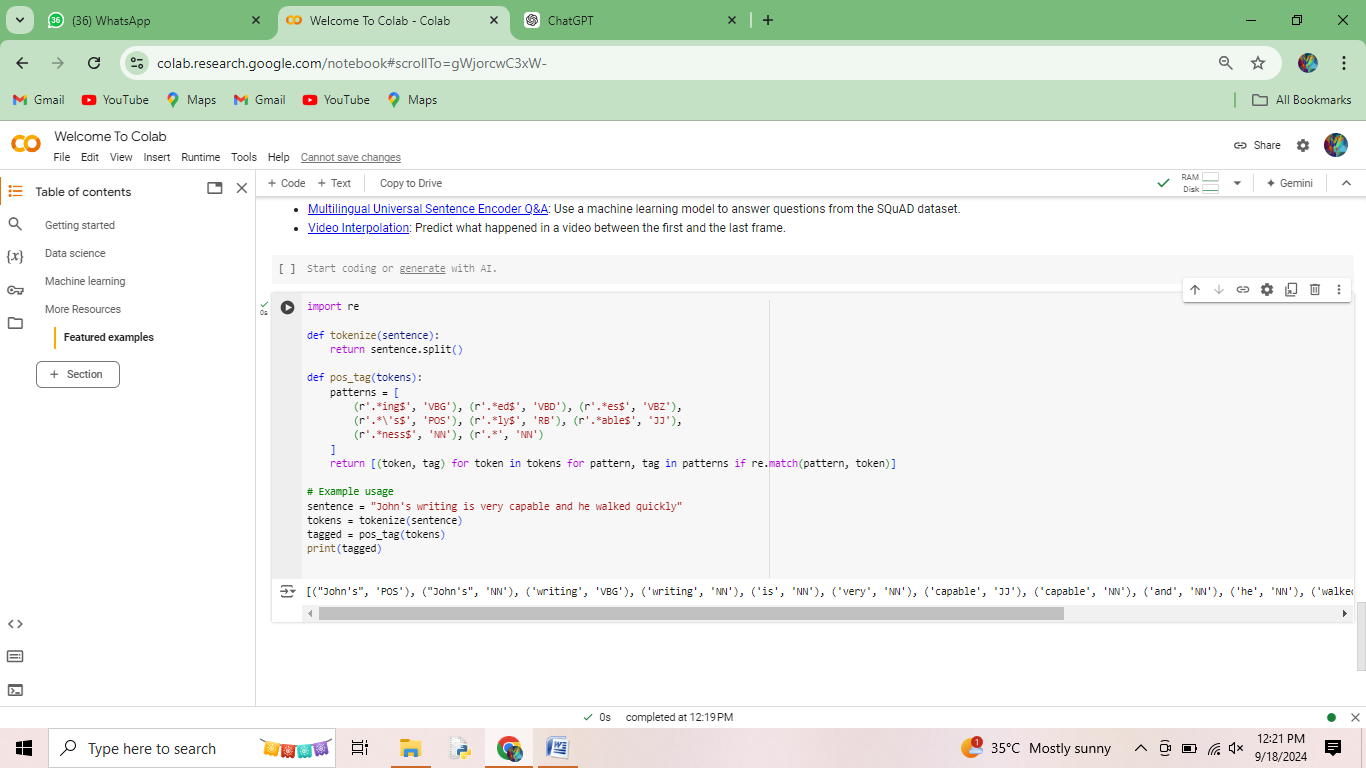 (36) WhatsApp
Welcome To Colab - Colab
ChatGPT
colab.research.google.com/notebook#scrollTo=gWjorcwC3xW-
Gmail YouTube Maps Gmail YouTube Maps All Bookmarks
Welcome To Colab
File Edit View Insert Runtime Tools Help Cannot save changes
Share
Table of contents
+ Code + Text Copy to Drive
RAM
Disk
Gemini
Getting started
Data science
Machine learning
More Resources
Featured examples
+ Section
Multilingual Universal Sentence Encoder Q&A: Use a machine learning model to answer questions from the SQuAD dataset.
Video Interpolation: Predict what happened in a video between the first and the last frame.
[ ] Start coding or generate with AI.
0s
import re
def tokenize(sentence):
    return sentence.split()
def pos_tag(tokens):
    patterns = [
        (r'.*ing$', 'VBG'), (r'.*ed$', 'VBD'), (r'.*es$', 'VBZ'),
        (r'.*\'s$', 'POS'), (r'.*ly$', 'RB'), (r'.*able$', 'JJ'),
        (r'.*ness$', 'NN'), (r'.*', 'NN')
    ]
    return [(token, tag) for token in tokens for pattern, tag in patterns if re.match(pattern, token)]
# Example usage
sentence = "John's writing is very capable and he walked quickly"
tokens = tokenize(sentence)
tagged = pos_tag(tokens)
print(tagged)
[("John's", 'POS'), ("John's", 'NN'), ('writing', 'VBG'), ('writing', 'NN'), ('is', 'NN'), ('very', 'NN'), ('capable', 'JJ'), ('capable', 'NN'), ('and', 'NN'), ('he', 'NN'), ('walked
0s completed at 12:19 PM
Type here to search
1
35°C Mostly sunny
12:21 PM
9/18/2024